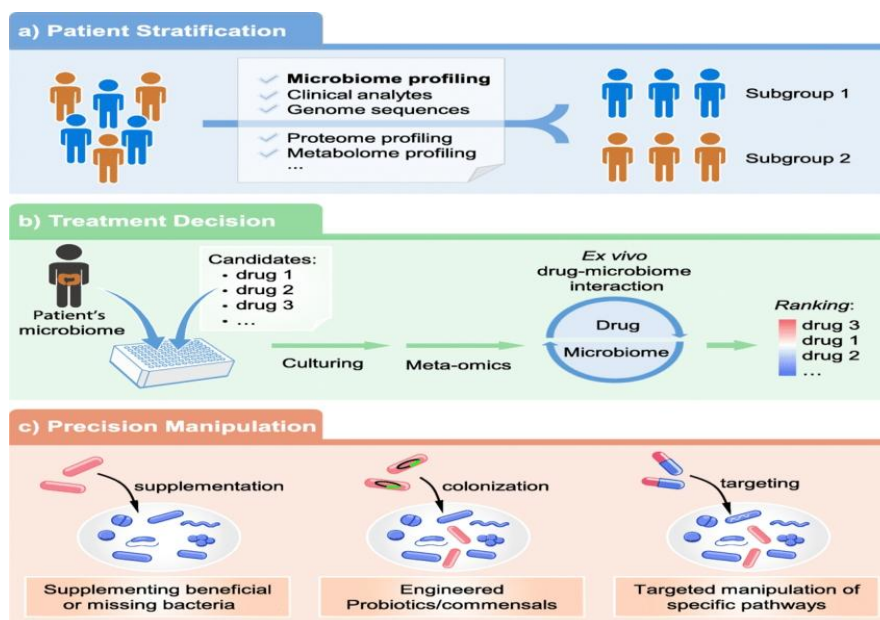 a) Patient Stratification
Microbiome profiling
Clinical analytes
Genome sequences
Proteome profiling
Metabolome profiling
...
Subgroup 1
Subgroup 2
b) Treatment Decision
Patient's
microbiome
Candidates:
• drug 1
• drug 2
• drug 3
• ...
Culturing
Meta-omics
Ex vivo
drug-microbiome
interaction
Drug
Microbiome
Ranking:
drug 3
drug 1
drug 2
...
c) Precision Manipulation
supplementation
Supplementing beneficial
or missing bacteria
colonization
Engineered
Probiotics/commensals
targeting
Targeted manipulation of
specific pathways